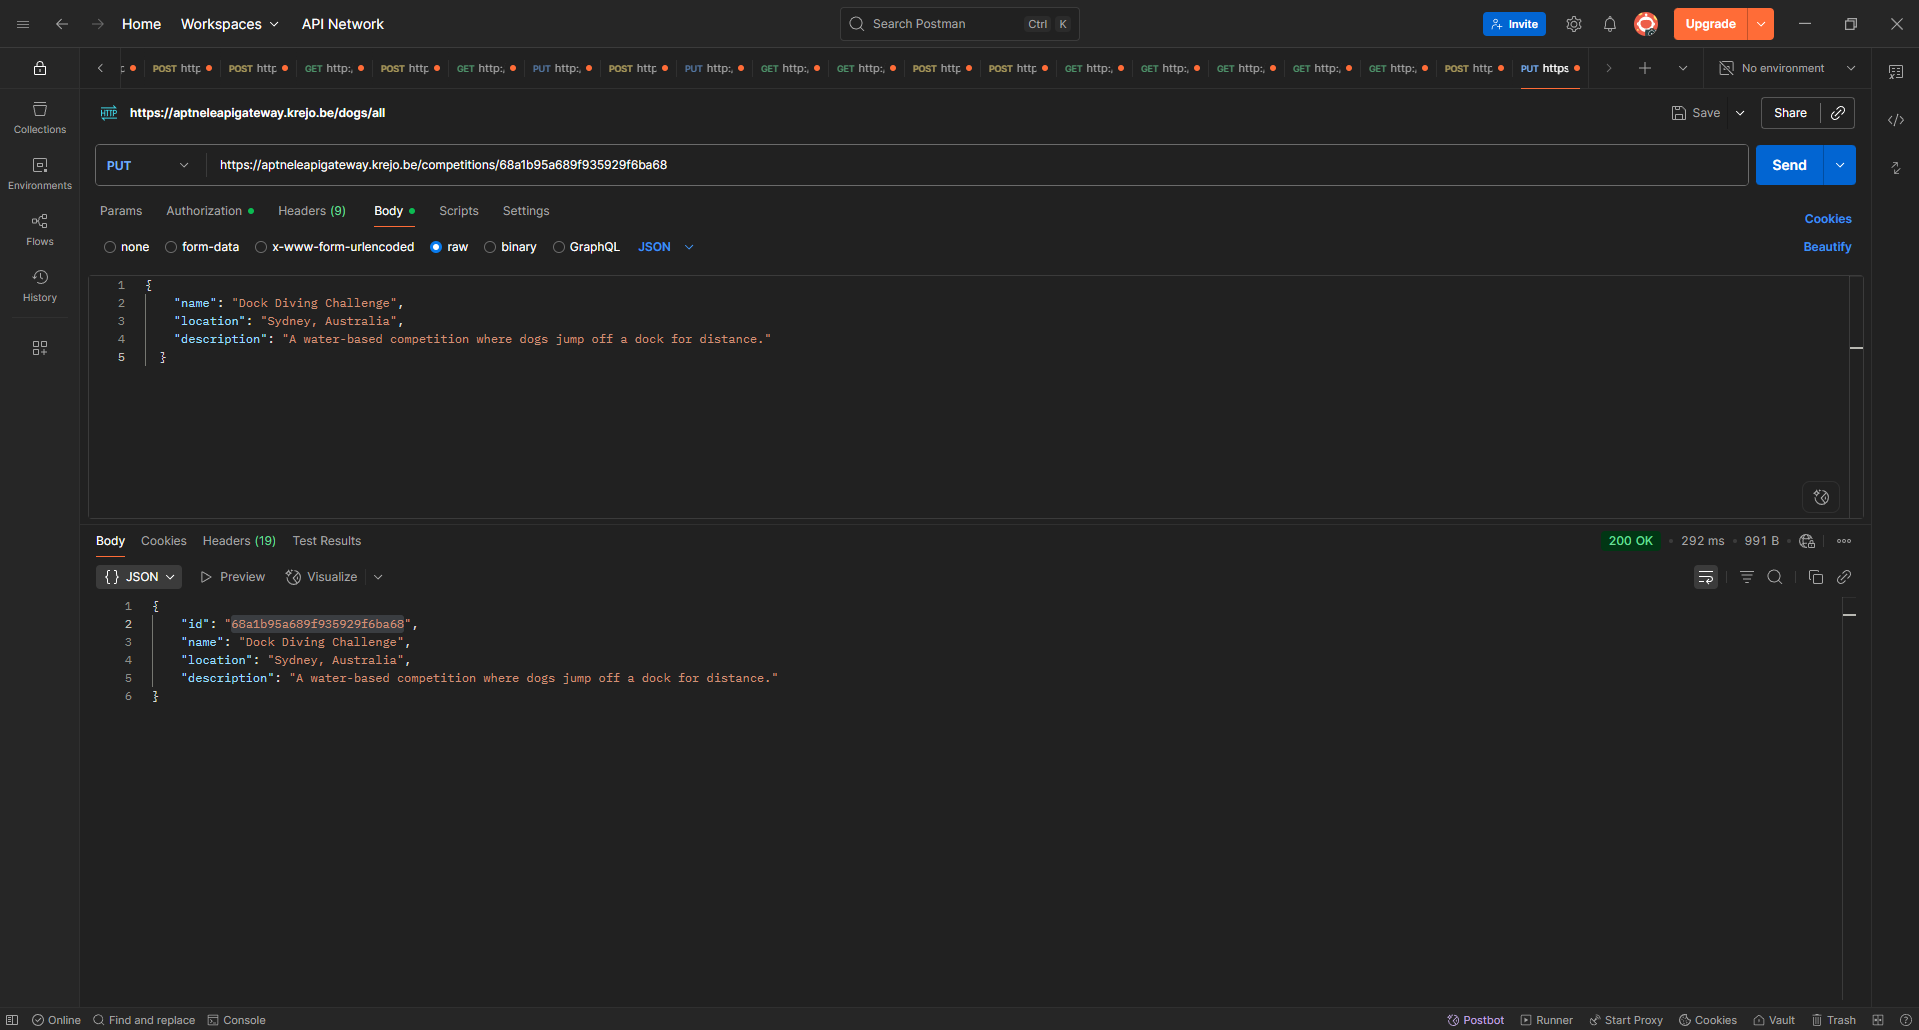 Home Workspaces API Network Search Postman Ctrl K Invite Upgrade
POST http POST http GET http:, POST http GET http:, PUT http:, POST http PUT http:, GET http:, GET http:, POST http POST http GET http:, GET http:, GET http:, GET http:, GET http:, POST http PUT https No environment
HTTP https://aptneleapigateway.krejo.be/dogs/all Save Share
Collections
PUT https://aptneleapigateway.krejo.be/competitions/68a1b95a689f935929f6ba68 Send
Environments
Params Authorization Headers (9) Body Scripts Settings Cookies
Flows
none form-data x-www-form-urlencoded raw binary GraphQL JSON Beautify
History
1 {
2 "name": "Dock Diving Challenge",
3 "location": "Sydney, Australia",
4 "description": "A water-based competition where dogs jump off a dock for distance."
5 }
Body Cookies Headers (19) Test Results 200 OK 292 ms 991 B
{} JSON Preview Visualize
1 {
2 "id": "68a1b95a689f935929f6ba68",
3 "name": "Dock Diving Challenge",
4 "location": "Sydney, Australia",
5 "description": "A water-based competition where dogs jump off a dock for distance."
6 }
Online Find and replace Console Postbot Runner Start Proxy Cookies Vault Trash